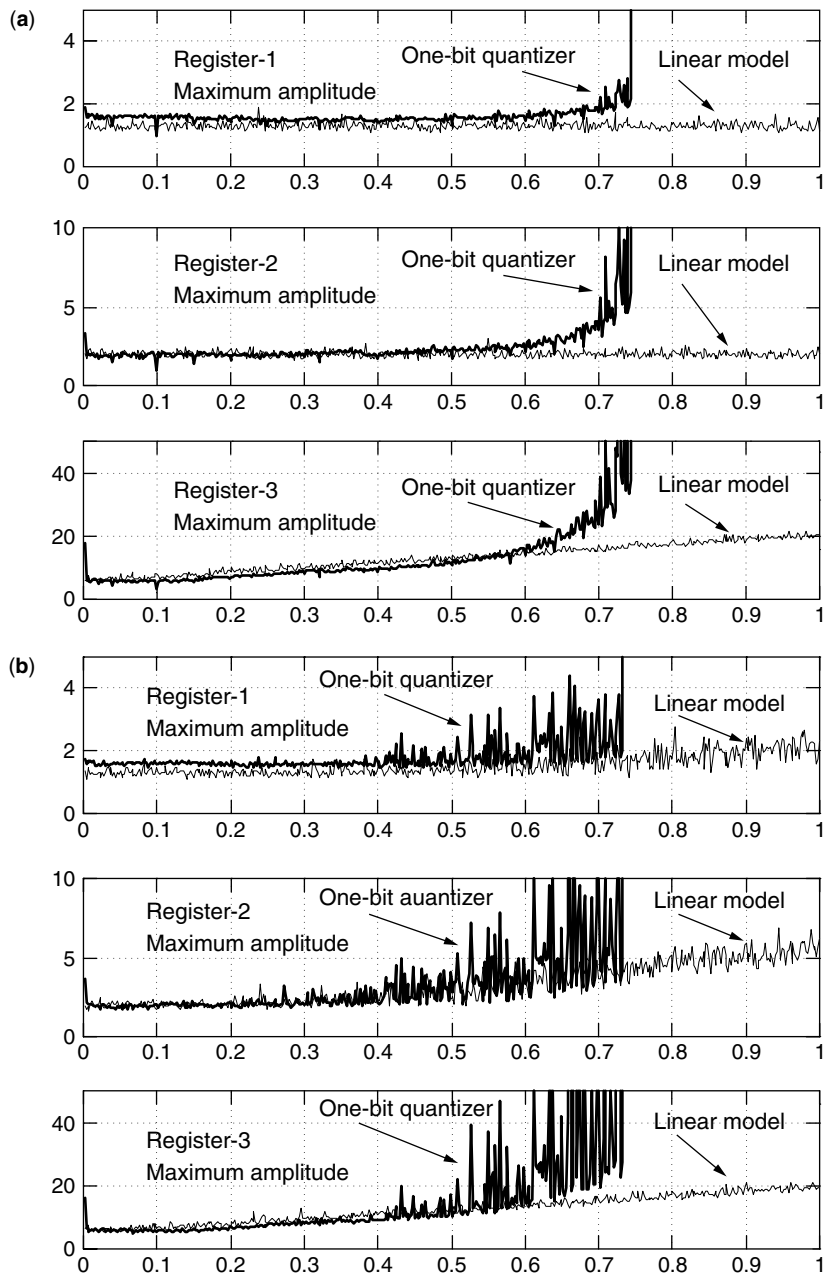 (a)
5
4
2
0
Register-1
Maximum amplitude
One-bit quantizer
Linear model
0 0.1 0.2 0.3 0.4 0.5 0.6 0.7 0.8 0.9 1
10
5
0
Register-2
Maximum amplitude
One-bit quantizer
Linear model
0 0.1 0.2 0.3 0.4 0.5 0.6 0.7 0.8 0.9 1
40
20
0
Register-3
Maximum amplitude
One-bit quantizer
Linear model
0 0.1 0.2 0.3 0.4 0.5 0.6 0.7 0.8 0.9 1
(b)
4
2
0
Register-1
Maximum amplitude
One-bit quantizer
Linear model
0 0.1 0.2 0.3 0.4 0.5 0.6 0.7 0.8 0.9 1
10
5
0
Register-2
Maximum amplitude
One-bit auantizer
Linear model
0 0.1 0.2 0.3 0.4 0.5 0.6 0.7 0.8 0.9 1
40
20
0
Register-3
Maximum amplitude
One-bit quantizer
Linear model
0 0.1 0.2 0.3 0.4 0.5 0.6 0.7 0.8 0.9 1